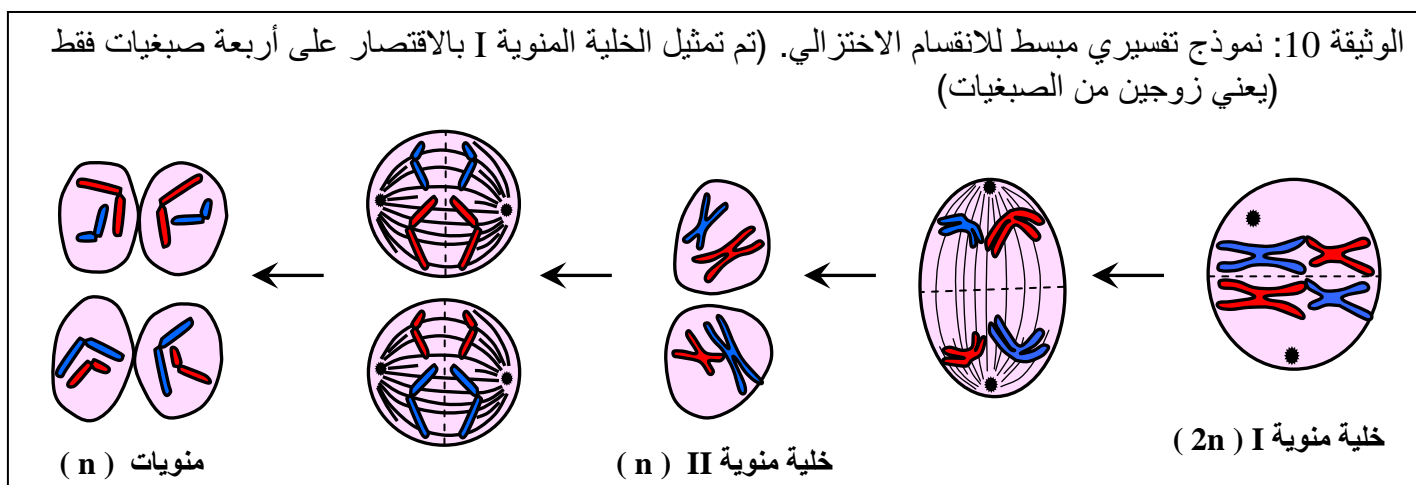 الوثيقة 10: نموذج تفسيري مبسط للانقسام الاختزالي. (تم تمثيل الخلية المنوية I بالاقتصار على أربعة صبغيات فقط
(يعني زوجين من الصبغيات)
خلية منوية I ( 2n )
خلية منوية II ( n )
منويات ( n )